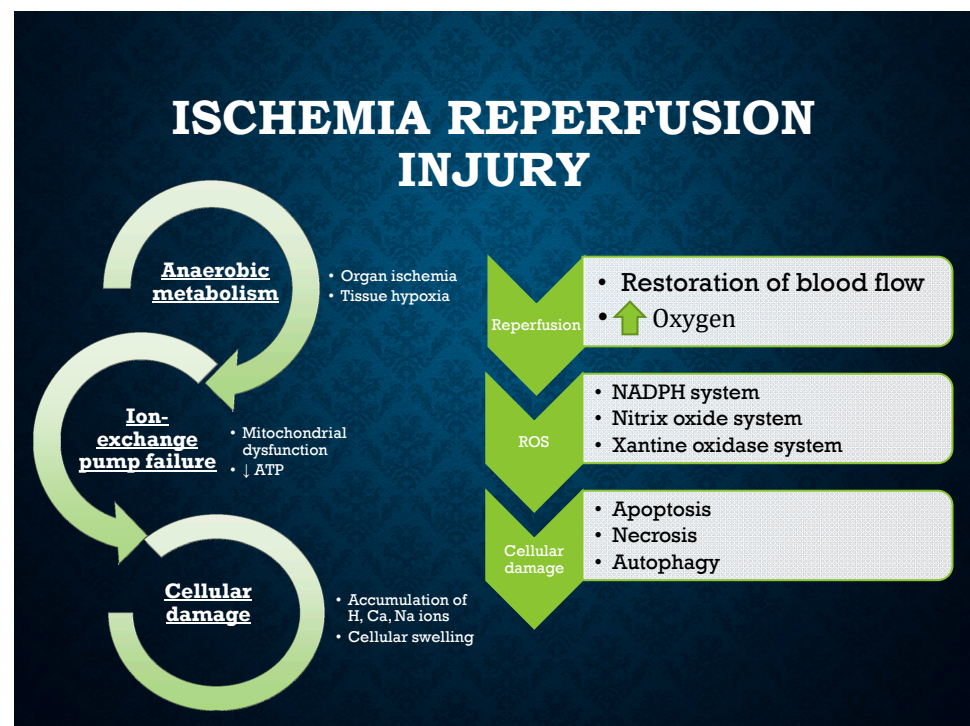 ISCHEMIA REPERFUSION
INJURY
Anaerobic
metabolism
• Organ ischemia
• Tissue hypoxia
Ion-
exchange
pump failure
• Mitochondrial
dysfunction
• ↓ ATP
Cellular
damage
• Accumulation of
H, Ca, Na ions
• Cellular swelling
Reperfusion
• Restoration of blood flow
• Oxygen
ROS
• NADPH system
• Nitrix oxide system
• Xantine oxidase system
Cellular
damage
• Apoptosis
• Necrosis
• Autophagy